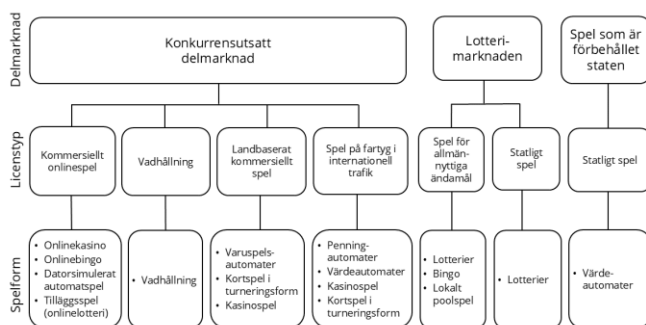 Delmarknad
Konkurrensutsatt
delmarknad
Lotteri-
marknaden
Spel som är
förbehållet
staten
Licenstyp
Kommersiellt
onlinespel
Vadhållning
Landbaserat
kommersiellt
spel
Spel på fartyg i
internationell
trafik
Spel för
allmän-
nyttiga
ändamål
Statligt
spel
Statligt spel
Spelform
• Onlinekasino
• Onlinebingo
• Datorsimulerat
automatspel
• Tilläggsspel
(onlinelotteri)
• Vadhållning
• Varuspels-
automater
• Kortspel i
turneringsform
• Kasinospel
• Penning-
automater
• Värdeautomater
• Kasinospel
• Kortspel i
turneringsform
• Lotterier
• Bingo
• Lokalt
poolspel
• Lotterier
• Värde-
automater